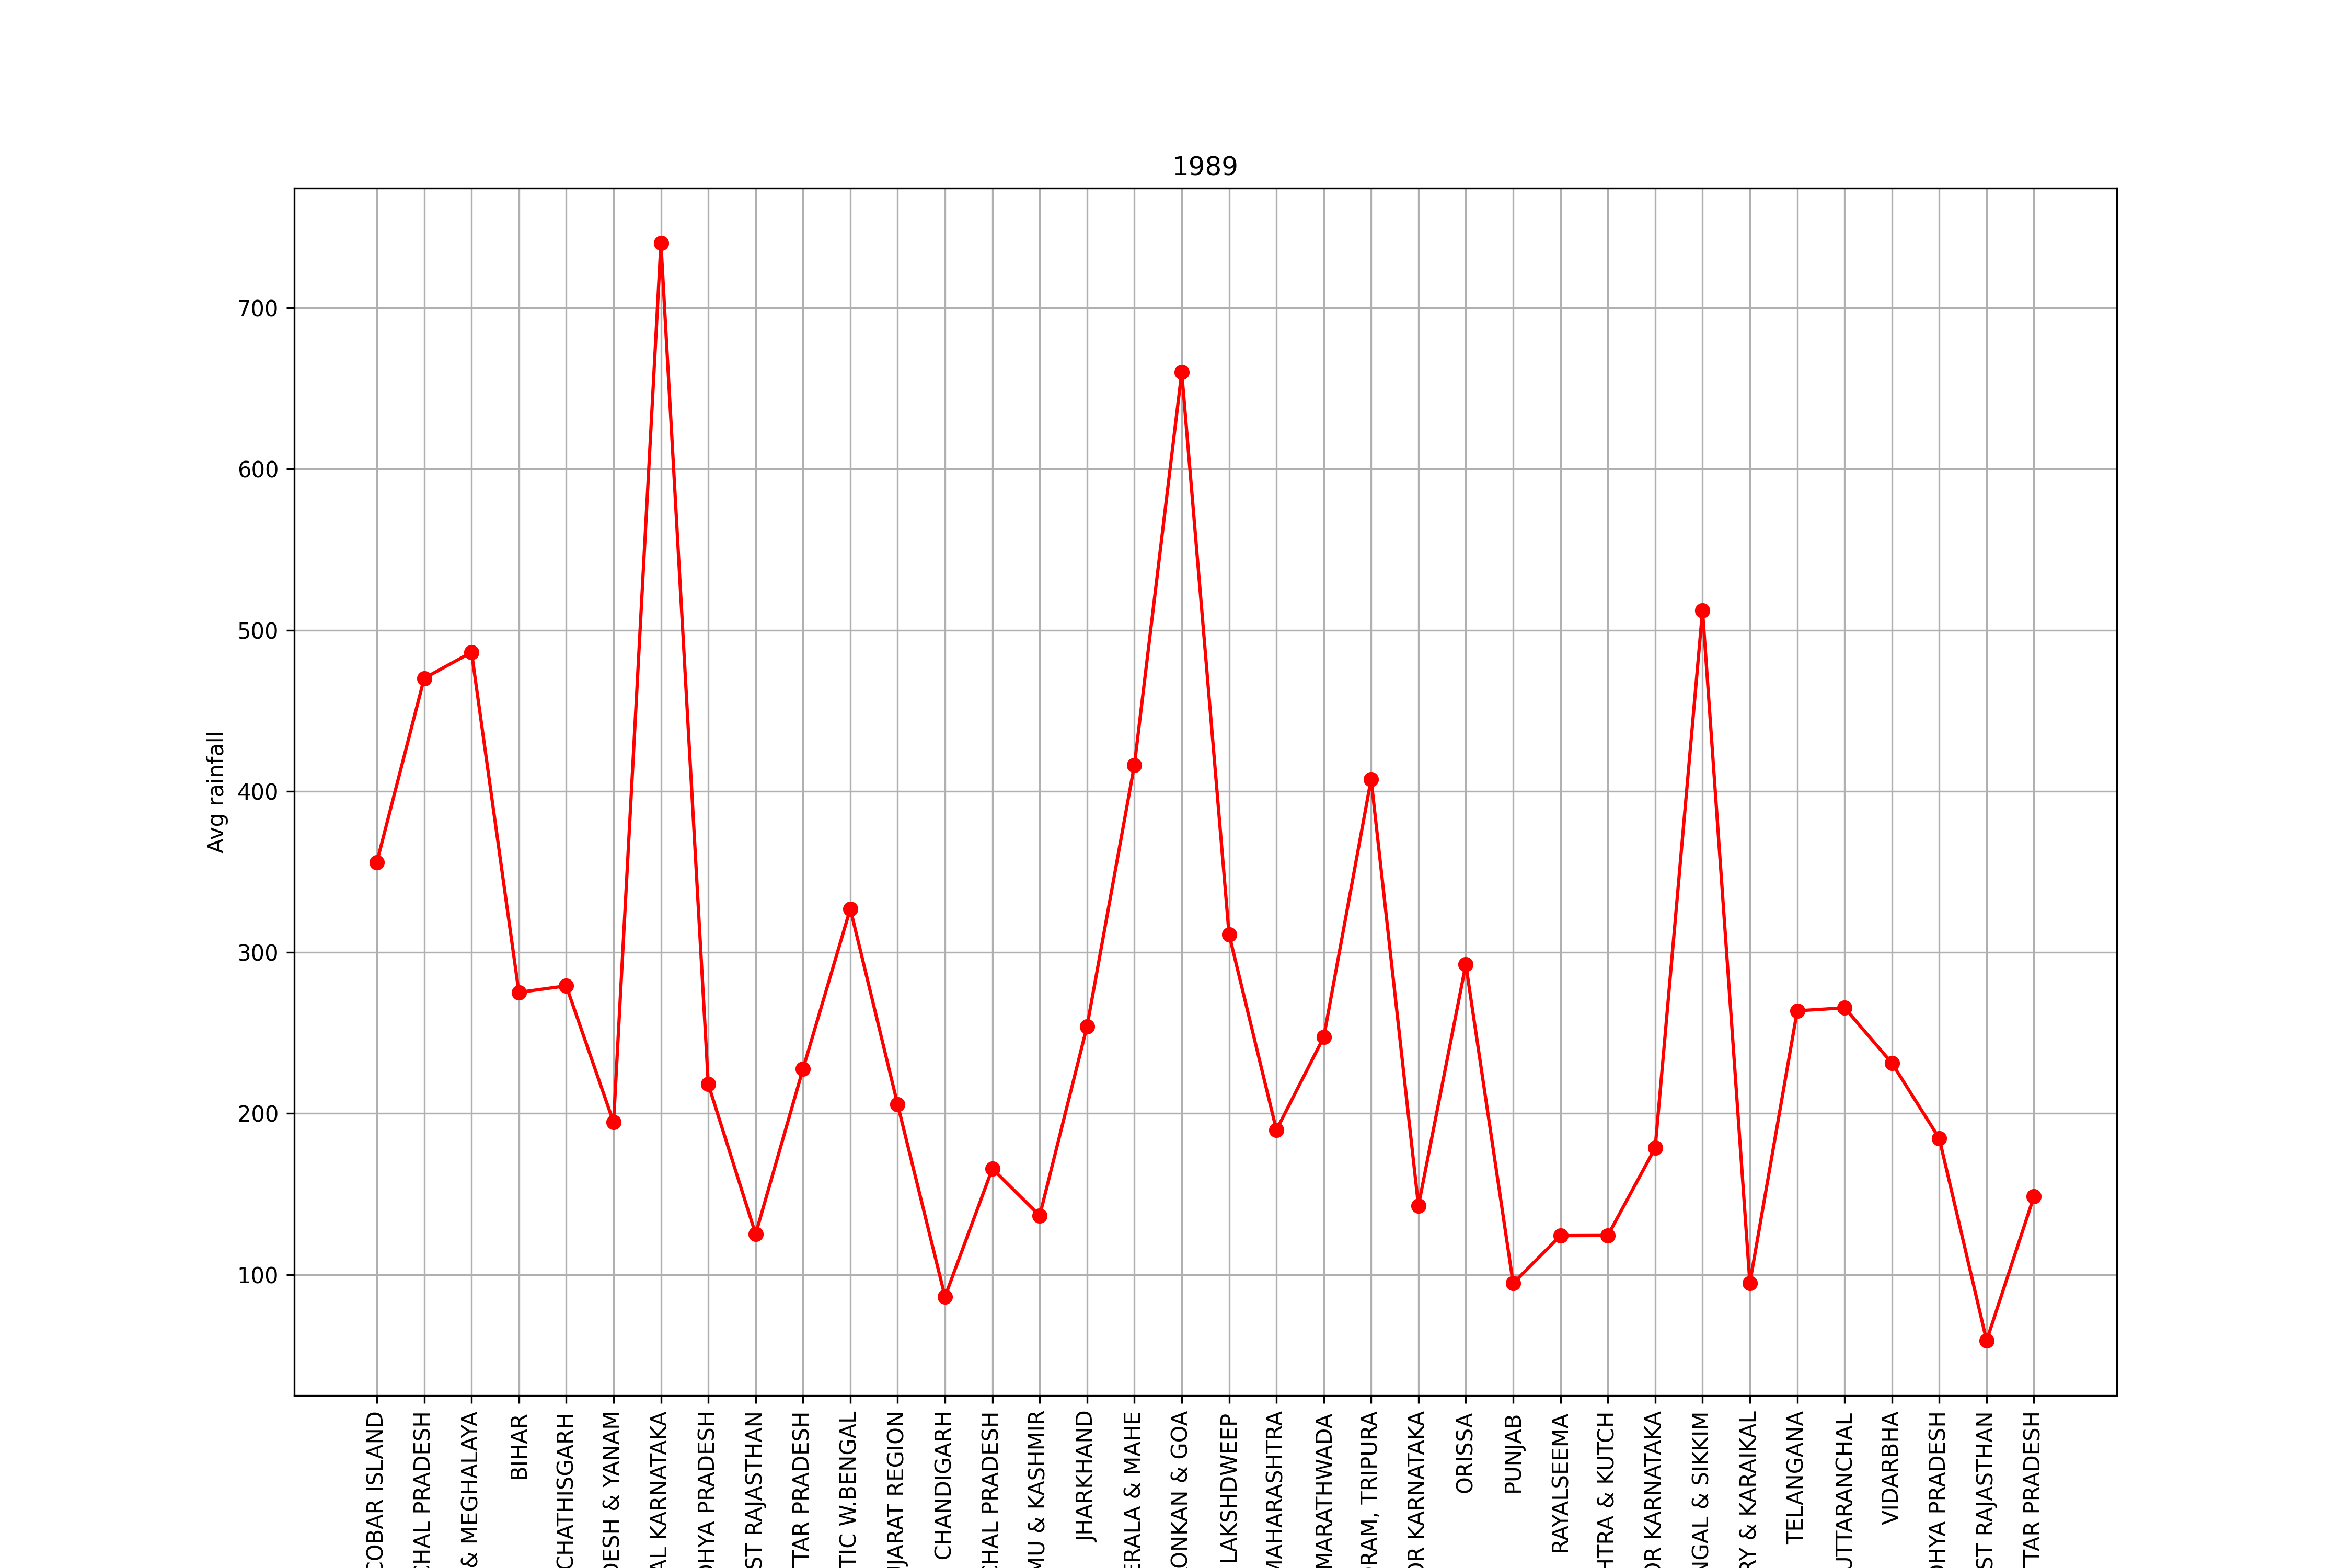 1989
700
600
500
400
300
200
100
Avg rainfall
COBAR ISLAND
CHAL PRADESH
& MEGHALAYA
BIHAR
CHATHISGARH
DESH & YANAM
AL KARNATAKA
DHYA PRADESH
ST RAJASTHAN
TTAR PRADESH
TIC W.BENGAL
JARAT REGION
CHANDIGARH
CHAL PRADESH
MU & KASHMIR
JHARKHAND
ERALA & MAHE
ONKAN & GOA
LAKSHDWEEP
MAHARASHTRA
MARATHWADA
RAM, TRIPURA
OR KARNATAKA
ORISSA
PUNJAB
RAYALSEEMA
HTRA & KUTCH
OR KARNATAKA
NGAL & SIKKIM
RY & KARAIKAL
TELANGANA
UTTARANCHAL
VIDARBHA
DHYA PRADESH
ST RAJASTHAN
TTAR PRADESH